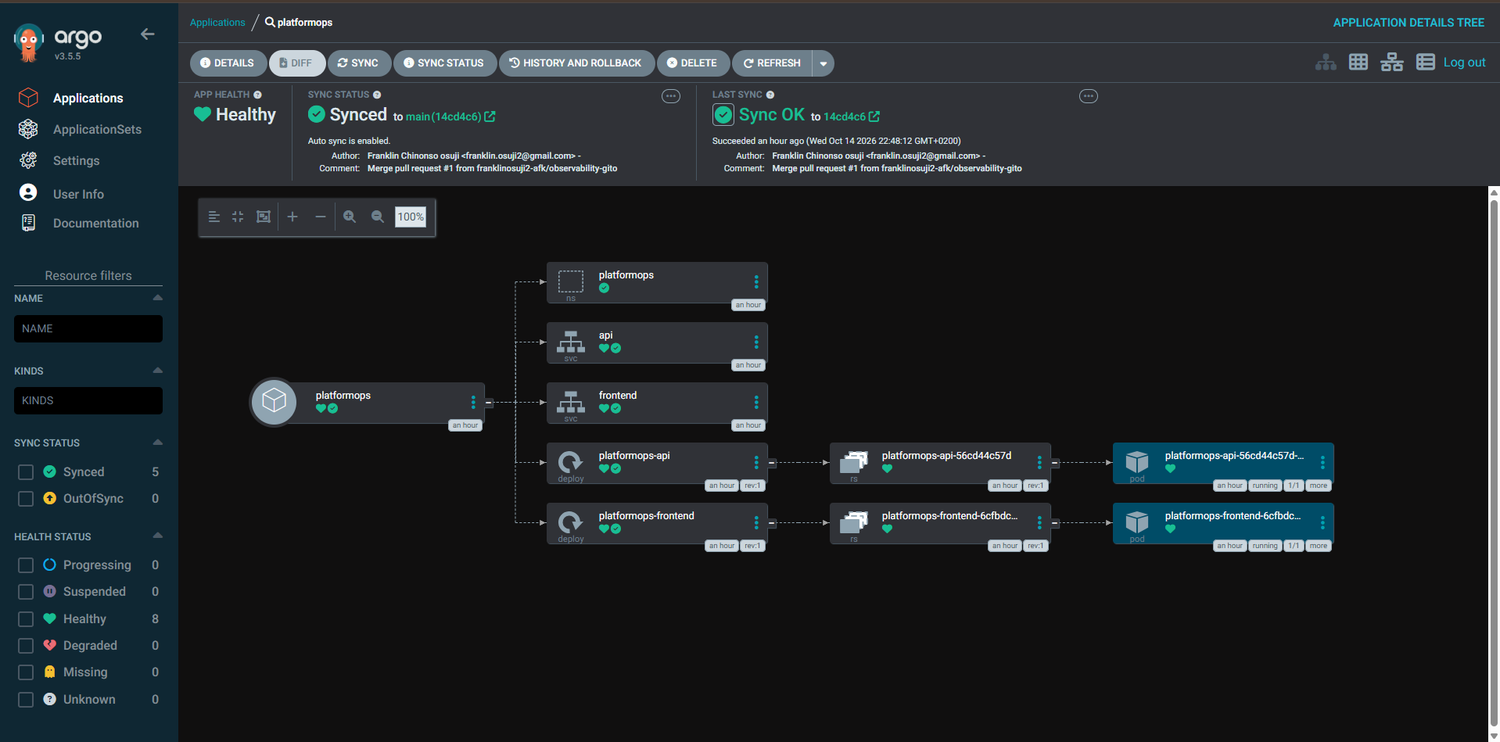 argo
v3.5.5
Applications
ApplicationSets
Settings
User Info
Documentation
Resource filters
NAME
NAME
KINDS
KINDS
SYNC STATUS
Synced 5
OutOfSync 0
HEALTH STATUS
Progressing 0
Suspended 0
Healthy 8
Degraded 0
Missing 0
Unknown 0
Applications / platformops
APPLICATION DETAILS TREE
DETAILS DIFF SYNC SYNC STATUS HISTORY AND ROLLBACK DELETE REFRESH
Log out
APP HEALTH
Healthy
SYNC STATUS
Synced to main (14cd4c6)
Auto sync is enabled.
Author: Franklin Chinonso osuji <franklin.osuji2@gmail.com> -
Comment: Merge pull request #1 from franklinosuji2-afk/observability-gito
LAST SYNC
Sync OK to 14cd4c6
Succeeded an hour ago (Wed Oct 14 2026 22:48:12 GMT+0200)
Author: Franklin Chinonso osuji <franklin.osuji2@gmail.com> -
Comment: Merge pull request #1 from franklinosuji2-afk/observability-gito
100%
platformops
an hour
platformops
ns
an hour
api
svc
an hour
frontend
svc
an hour
platformops-api
deploy
an hour rev:1
platformops-api-56cd44c57d
rs
an hour rev:1
platformops-api-56cd44c57d-...
pod
an hour running 1/1 more
platformops-frontend
deploy
an hour rev:1
platformops-frontend-6cfbdc...
rs
an hour rev:1
platformops-frontend-6cfbdc...
pod
an hour running 1/1 more